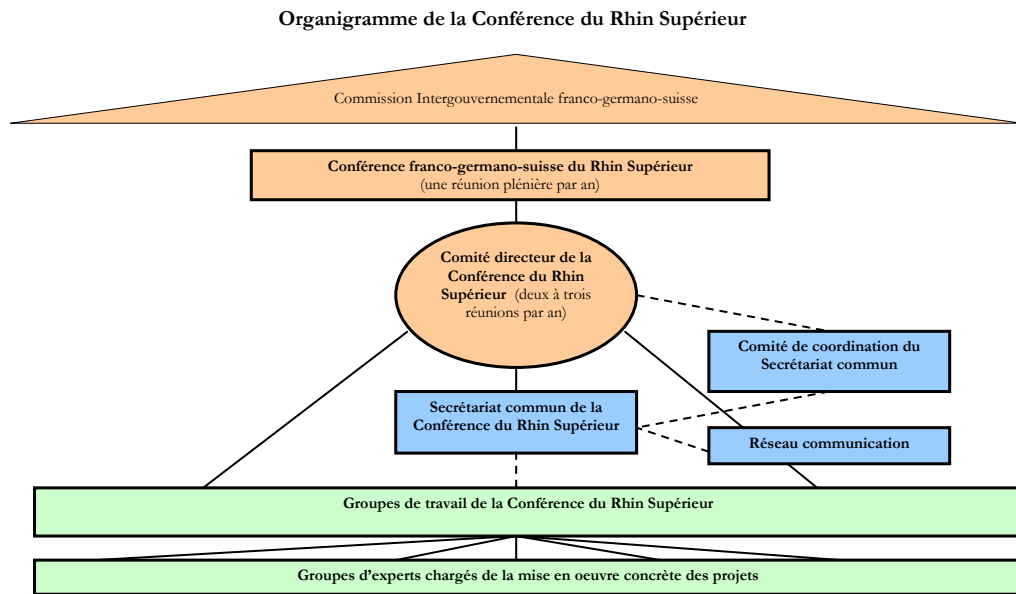 Organigramme de la Conférence du Rhin Supérieur
Commission Intergouvernementale franco-germano-suisse
Conférence franco-germano-suisse du Rhin Supérieur
(une réunion plénière par an)
Comité directeur de la
Conférence du Rhin
Supérieur (deux à trois
réunions par an)
Comité de coordination du
Secrétariat commun
Secrétariat commun de la
Conférence du Rhin Supérieur
Réseau communication
Groupes de travail de la Conférence du Rhin Supérieur
Groupes d'experts chargés de la mise en oeuvre concrète des projets